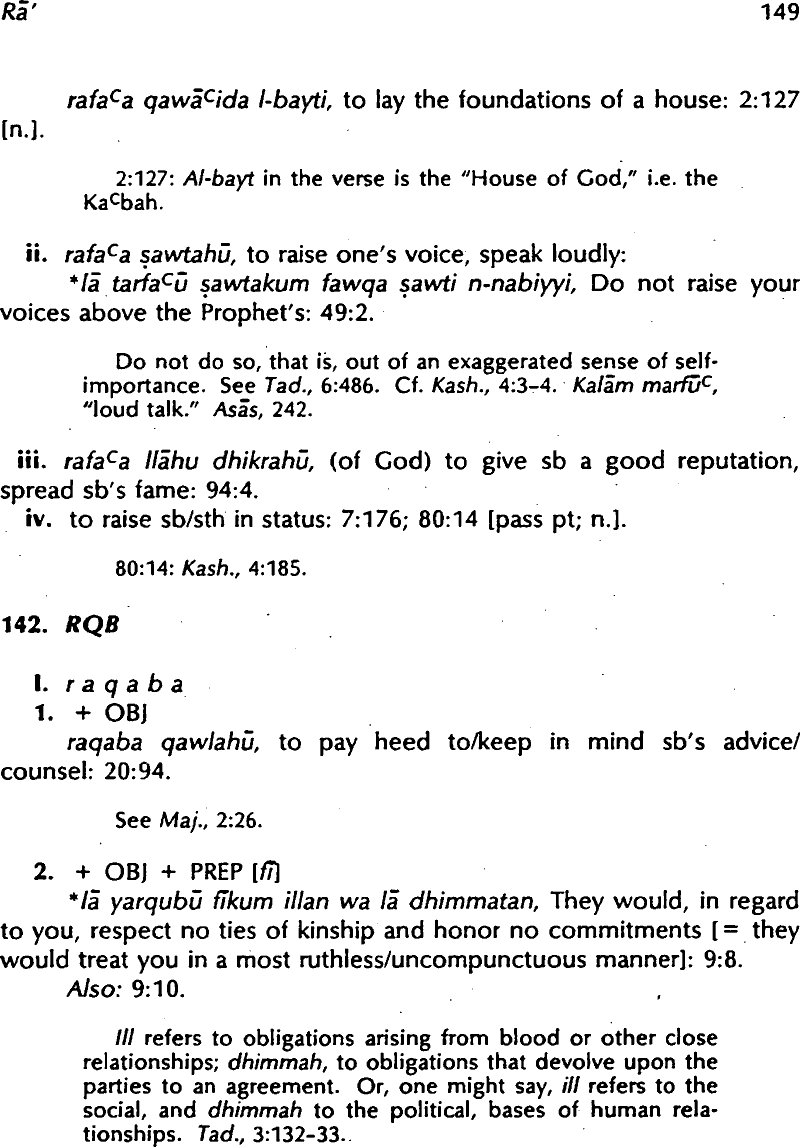 Rā’ 149
rafaᶜa qawāᶜida l-bayti, to lay the foundations of a house: 2:127
[n.].
2:127: Al-bayt in the verse is the "House of God," i.e. the
Kaᶜbah.
ii. rafaᶜa ṣawtahū, to raise one's voice, speak loudly:
*lā tarfaᶜū ṣawtakum fawqa ṣawti n-nabiyyi, Do not raise your
voices above the Prophet's: 49:2.
Do not do so, that is, out of an exaggerated sense of self-
importance. See Tad., 6:486. Cf. Kash., 4:3-4. Kalām marfūᶜ,
"loud talk." Asās, 242.
iii. rafaᶜa llāhu dhikrahū, (of God) to give sb a good reputation,
spread sb's fame: 94:4.
iv. to raise sb/sth in status: 7:176; 80:14 [pass pt; n.].
80:14: Kash., 4:185.
142. RQB
I. r a q a b a
1. + OBJ
raqaba qawlahū, to pay heed to/keep in mind sb's advice/
counsel: 20:94.
See Maj., 2:26.
2. + OBJ + PREP [fī]
*lā yarqubū fīkum illan wa lā dhimmatan, They would, in regard
to you, respect no ties of kinship and honor no commitments [= they
would treat you in a most ruthless/uncompunctuous manner]: 9:8.
Also: 9:10.
Ill refers to obligations arising from blood or other close
relationships; dhimmah, to obligations that devolve upon the
parties to an agreement. Or, one might say, ill refers to the
social, and dhimmah to the political, bases of human rela-
tionships. Tad., 3:132-33.